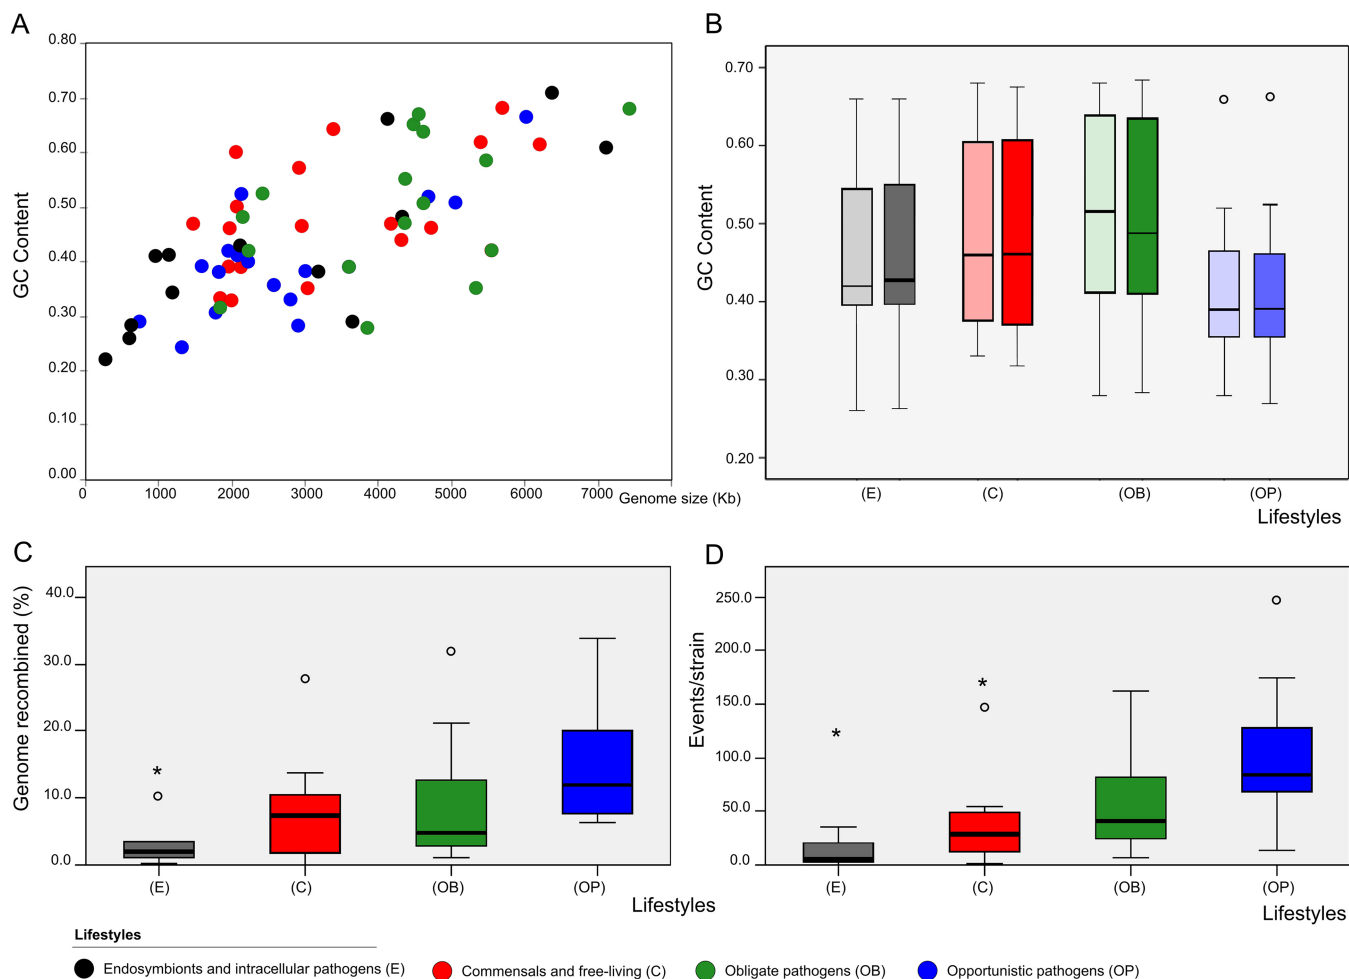 A
0.80
0.70
0.60
0.50
0.40
0.30
0.20
0.10
0.00
GC Content
0 1000 2000 3000 4000 5000 6000 7000
Genome size (Kb)
B
0.70
0.60
0.50
0.40
0.30
0.20
GC Content
(E) (C) (OB) (OP)
Lifestyles
C
40.0
30.0
20.0
10.0
0.0
Genome recombined (%)
*
(E) (C) (OB) (OP)
Lifestyles
D
250.0
200.0
150.0
100.0
50.0
0.0
Events/strain
*
*
(E) (C) (OB) (OP)
Lifestyles
Lifestyles
Endosymbionts and intracellular pathogens (E) Commensals and free-living (C) Obligate pathogens (OB) Opportunistic pathogens (OP)